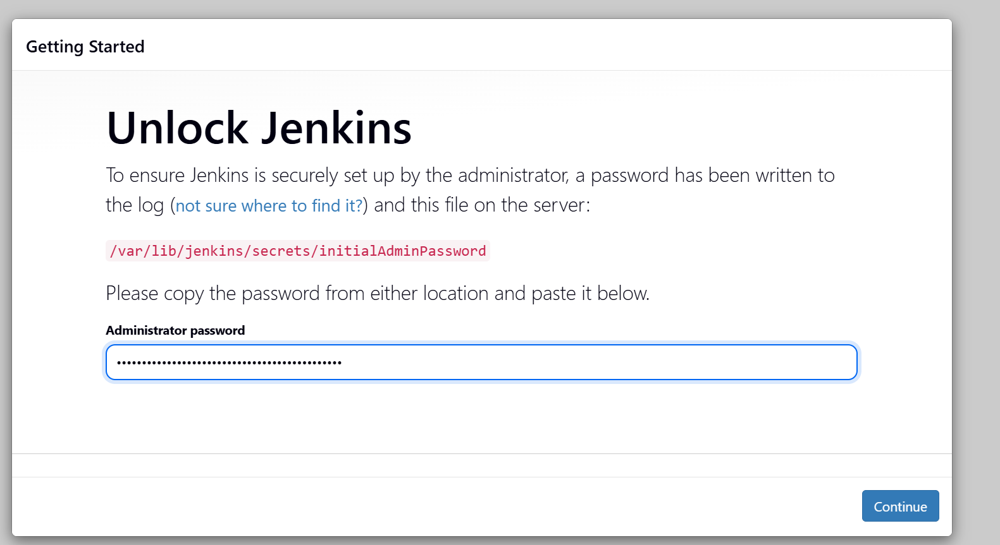 Getting Started
Unlock Jenkins
To ensure Jenkins is securely set up by the administrator, a password has been written to
the log (not sure where to find it?) and this file on the server:
/var/lib/jenkins/secrets/initialAdminPassword
Please copy the password from either location and paste it below.
Administrator password
Continue